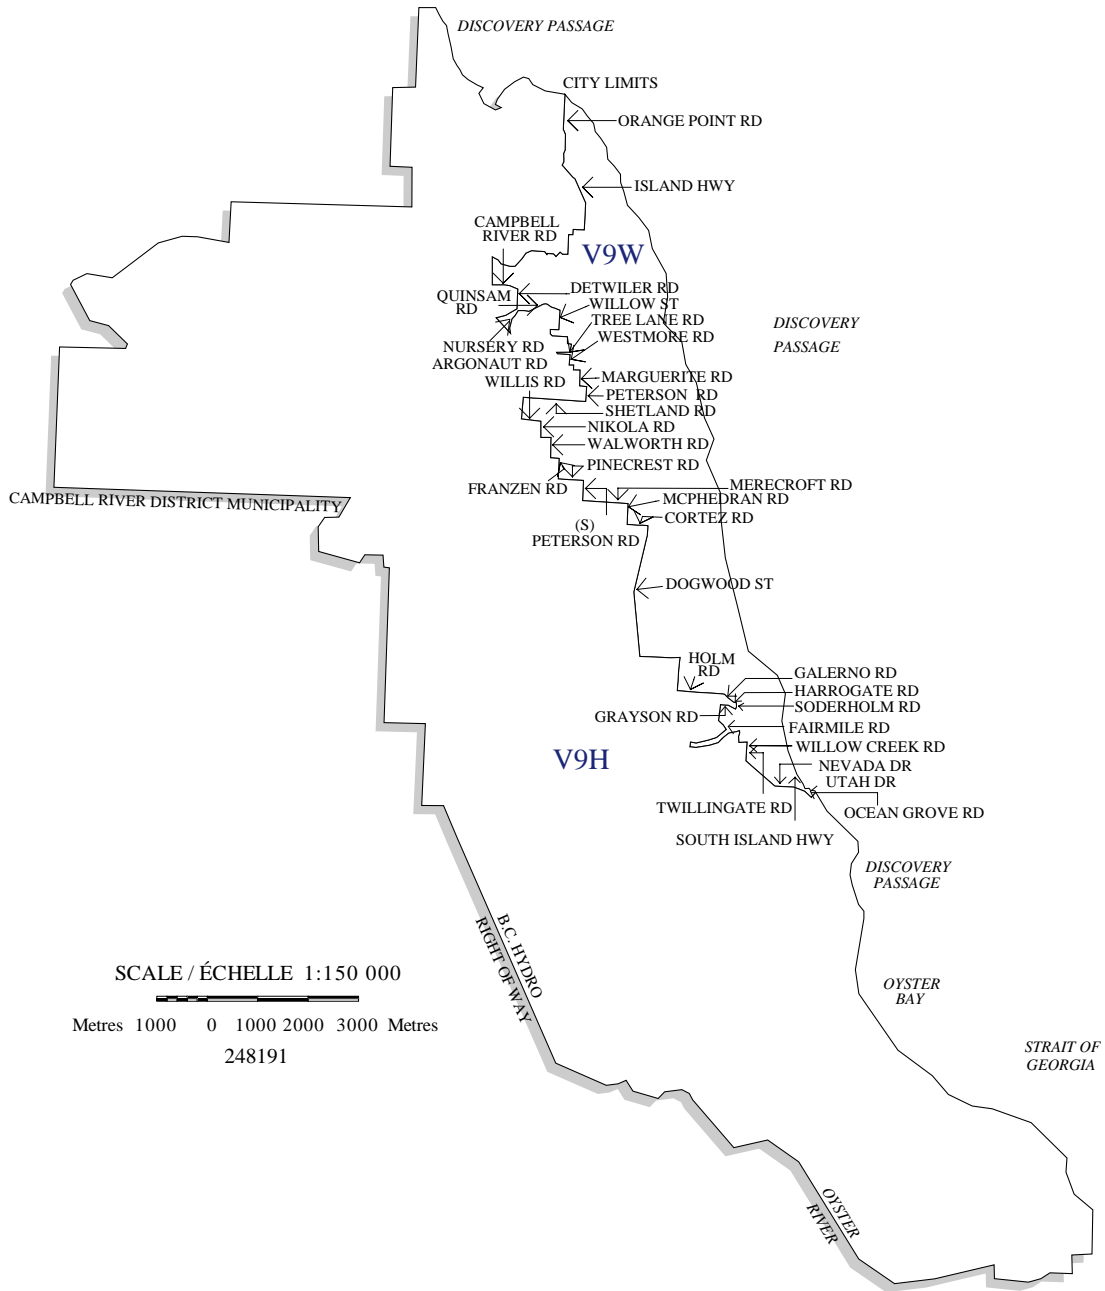 DISCOVERY PASSAGE
CITY LIMITS
ORANGE POINT RD
ISLAND HWY
CAMPBELL
RIVER RD
V9W
DETWILER RD
QUINSAM
RD
WILLOW ST
TREE LANE RD
DISCOVERY
PASSAGE
WESTMORE RD
NURSERY RD
ARGONAUT RD
MARGUERITE RD
WILLIS RD
PETERSON RD
SHETLAND RD
NIKOLA RD
WALWORTH RD
PINECREST RD
FRANZEN RD
MERECROFT RD
MCPHEDRAN RD
CAMPBELL RIVER DISTRICT MUNICIPALITY
CORTEZ RD
(S)
PETERSON RD
DOGWOOD ST
HOLM
RD
GALERNO RD
HARROGATE RD
SODERHOLM RD
GRAYSON RD
FAIRMILE RD
WILLOW CREEK RD
V9H
NEVADA DR
UTAH DR
TWILLINGATE RD
OCEAN GROVE RD
SOUTH ISLAND HWY
DISCOVERY
PASSAGE
B.C. HYDRO
RIGHT OF WAY
SCALE / ÉCHELLE 1:150 000
Metres 1000 0 1000 2000 3000 Metres
248191
OYSTER
BAY
STRAIT OF
GEORGIA
OYSTER
RIVER